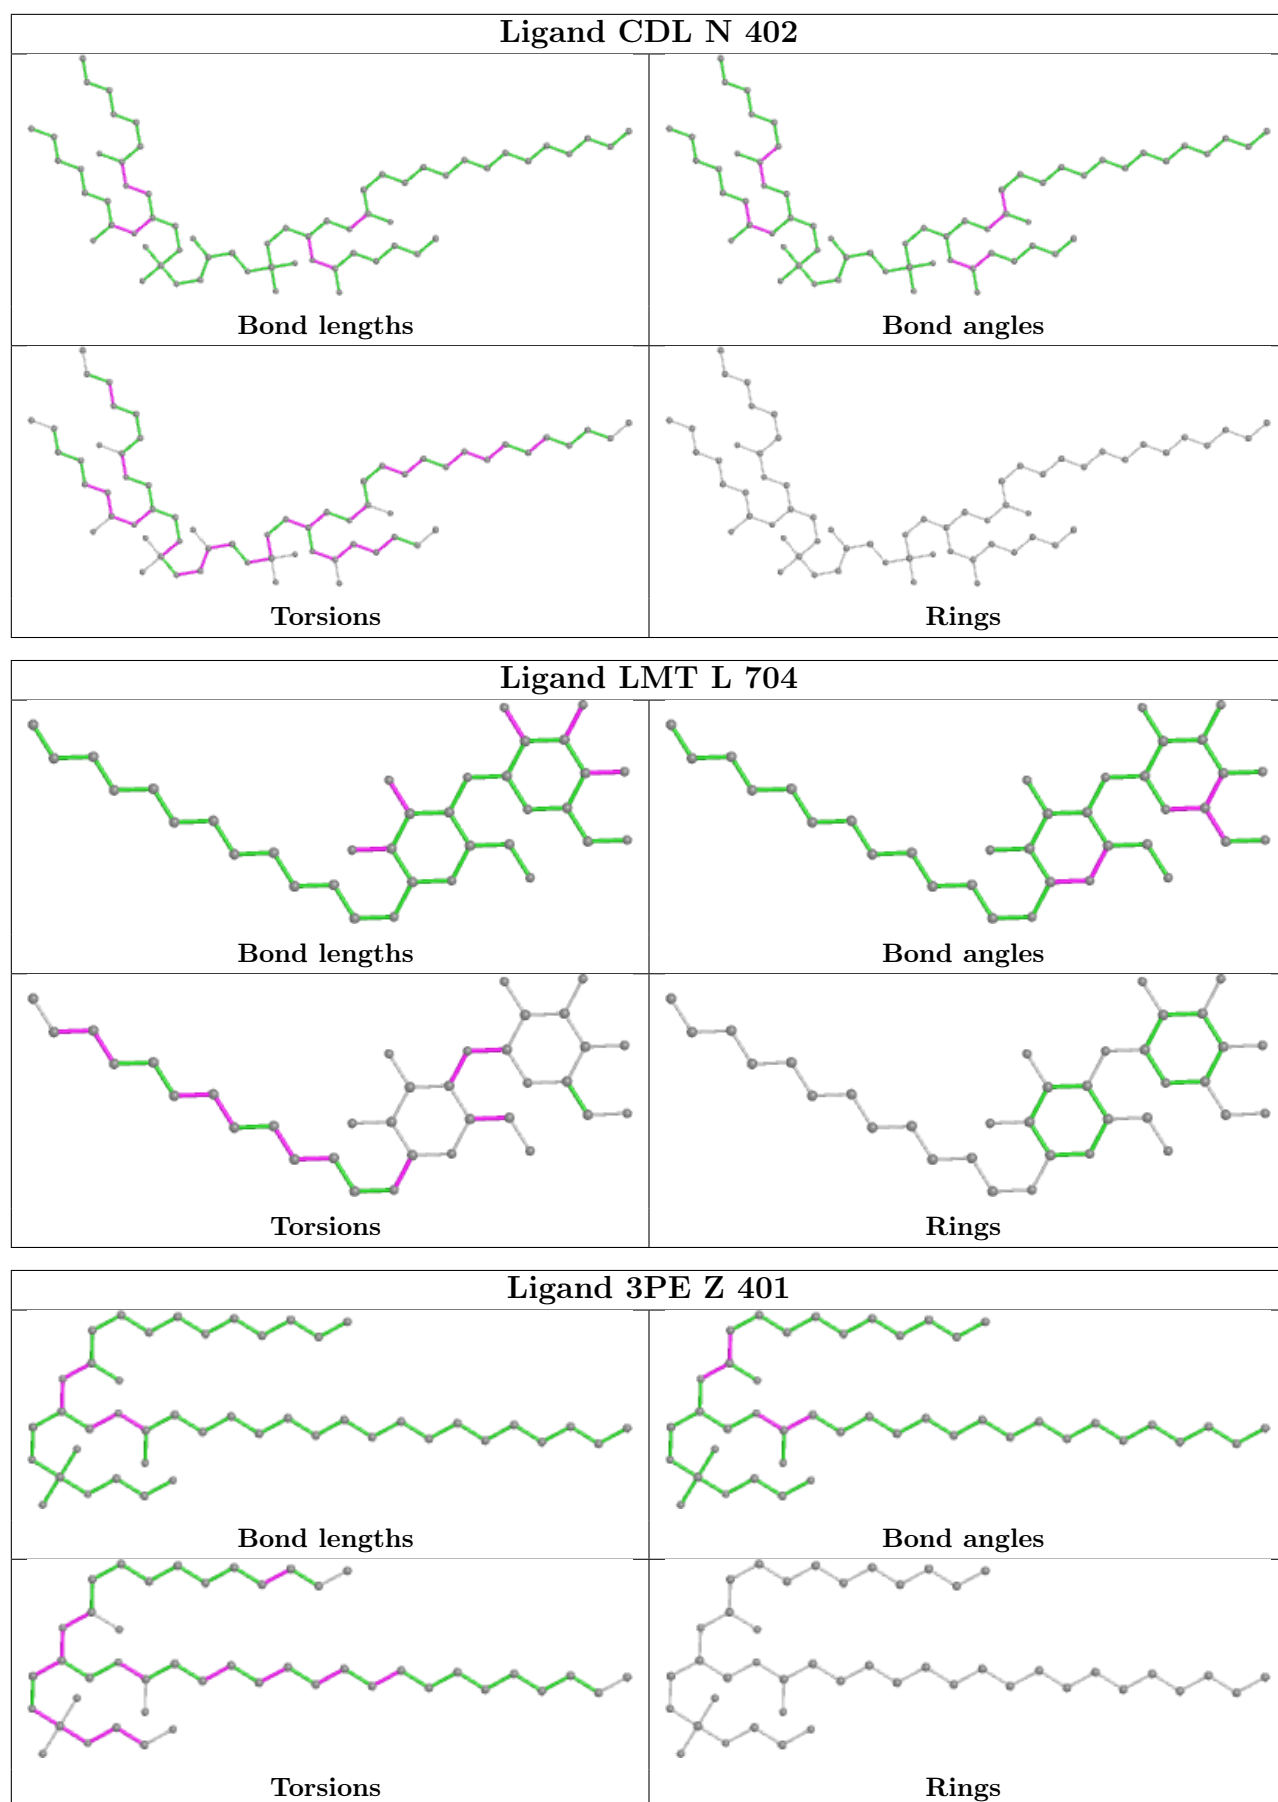 Ligand CDL N 402
Bond lengths
Bond angles
Torsions
Rings
Ligand LMT L 704
Bond lengths
Bond angles
Torsions
Rings
Ligand 3PE Z 401
Bond lengths
Bond angles
Torsions
Rings